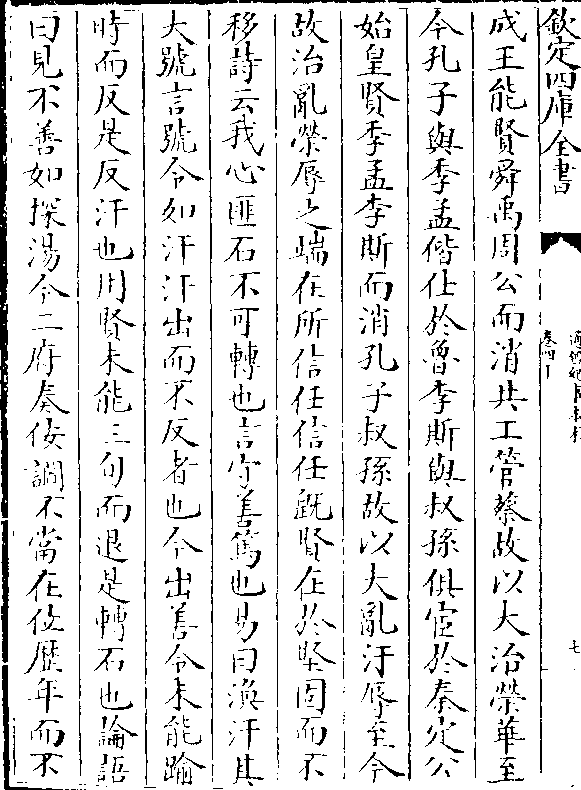 欽定四庫全書
成王能賢舜禹周公而消共工管蔡故以大治榮華至
今孔子與季孟偕仕於魯李斯與叔孫俱宦於秦定公
始皇賢季孟李斯而消孔子叔孫故以大亂汙辱至今
故治亂榮辱之端在所信任信任既賢在於堅固而不
移詩云我心匪石不可轉也言守善篤也易曰渙汗其
大號言號令如汗汗出而不反者也今出善令未能踰
時而反是反汗也用賢未能三旬而退是轉石也論語
曰見不善如探湯今二府奏佞讇不當在位歷年而不
七